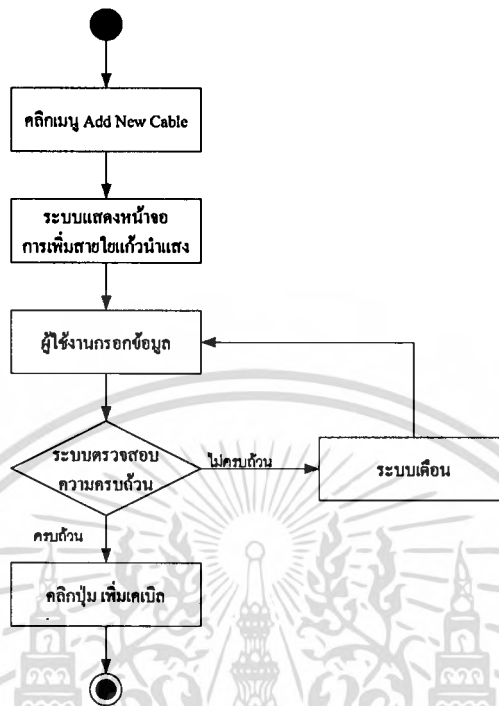 คลิกเมนู Add New Cable
ระบบแสดงหน้าจอ
การเพิ่มสายใยแก้วนำแสง
ผู้ใช้งานกรอกข้อมูล
ระบบตรวจสอบ
ความครบถ้วน
ไม่ครบถ้วน
ระบบเตือน
ครบถ้วน
คลิกปุ่ม เพิ่มเคเบิล